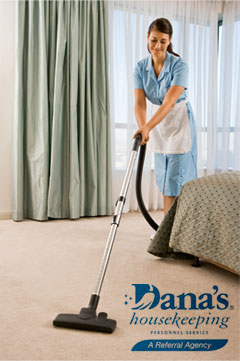 Dana's®
housekeeping
PERSONNEL SERVICE
A Referral Agency